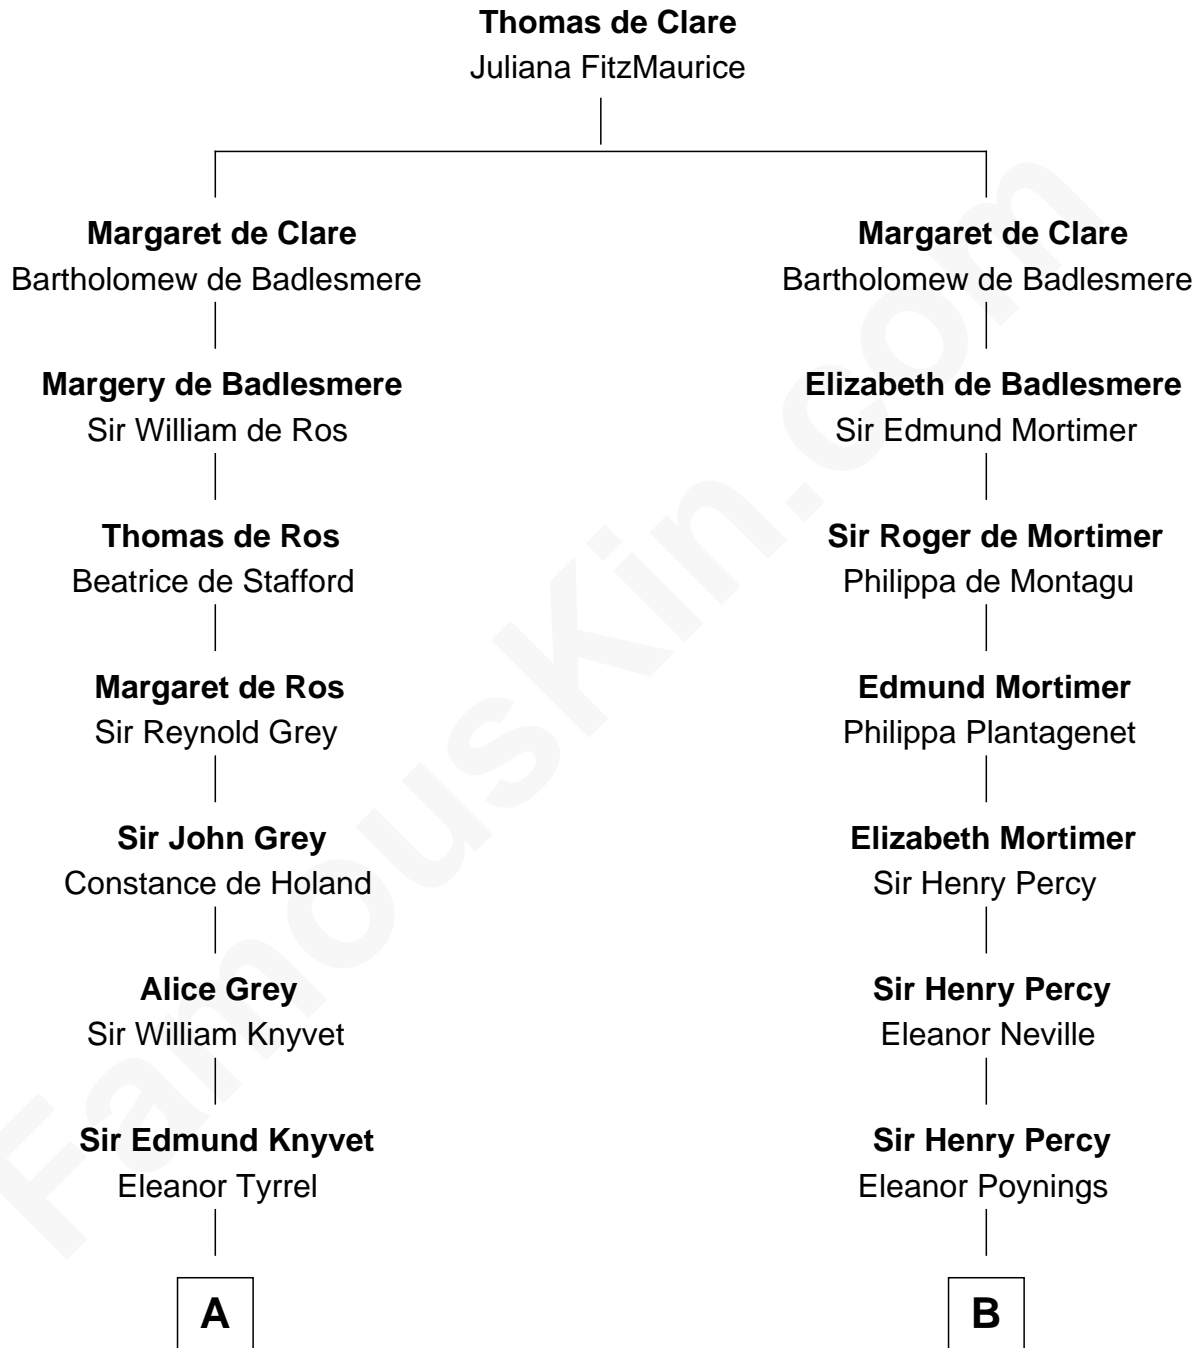 Thomas de Clare
Juliana FitzMaurice
Margaret de Clare
Bartholomew de Badlesmere
Margaret de Clare
Bartholomew de Badlesmere
Margery de Badlesmere
Sir William de Ros
Elizabeth de Badlesmere
Sir Edmund Mortimer
Thomas de Ros
Beatrice de Stafford
Sir Roger de Mortimer
Philippa de Montagu
Margaret de Ros
Sir Reynold Grey
Edmund Mortimer
Philippa Plantagenet
Sir John Grey
Constance de Holand
Elizabeth Mortimer
Sir Henry Percy
Alice Grey
Sir William Knyvet
Sir Henry Percy
Eleanor Neville
Sir Edmund Knyvet
Eleanor Tyrrel
Sir Henry Percy
Eleanor Poynings
A
B
FamousKin.com